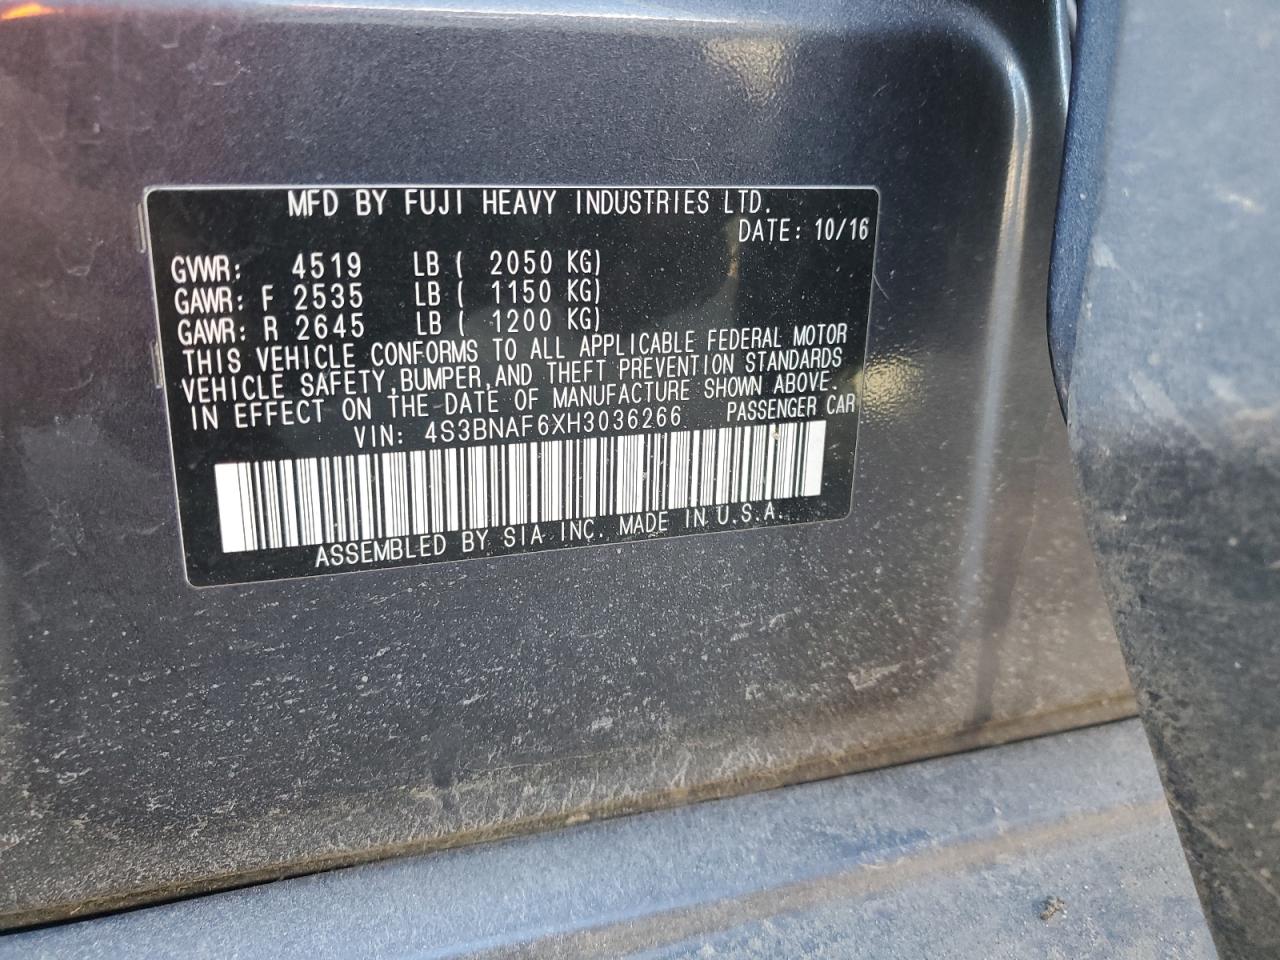 MFD BY FUJI HEAVY INDUSTRIES LTD.
DATE: 10/16
GVWR: 4519 LB ( 2050 KG)
GAWR: F 2535 LB ( 1150 KG)
GAWR: R 2645 LB ( 1200 KG)
THIS VEHICLE CONFORMS TO ALL APPLICABLE FEDERAL MOTOR
VEHICLE SAFETY,BUMPER,AND THEFT PREVENTION STANDARDS
IN EFFECT ON THE DATE OF MANUFACTURE SHOWN ABOVE.
VIN: 4S3BNAF6XH3036266 PASSENGER CAR
ASSEMBLED BY SIA INC. MADE IN U.S.A.